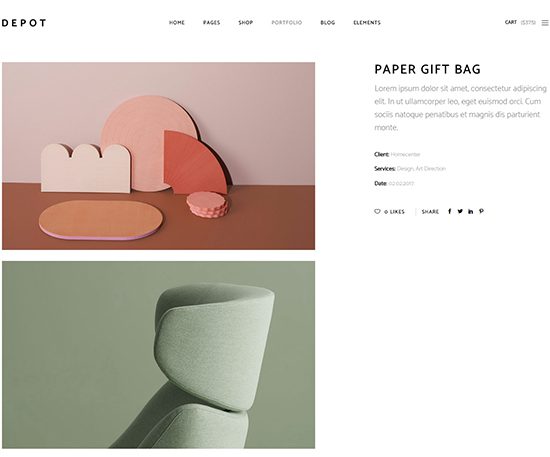 DEPOT
HOME PAGES SHOP PORTFOLIO BLOG ELEMENTS
CART ($375)
PAPER GIFT BAG
Lorem ipsum dolor sit amet, consectetur adipiscing
elit. In ut ullamcorper leo, eget euismod orci. Cum
sociis natoque penatibus et magnis dis parturient
monte.
Client: Homecenter
Services: Design, Art Direction
Date: 02.02.2017
0 LIKES SHARE